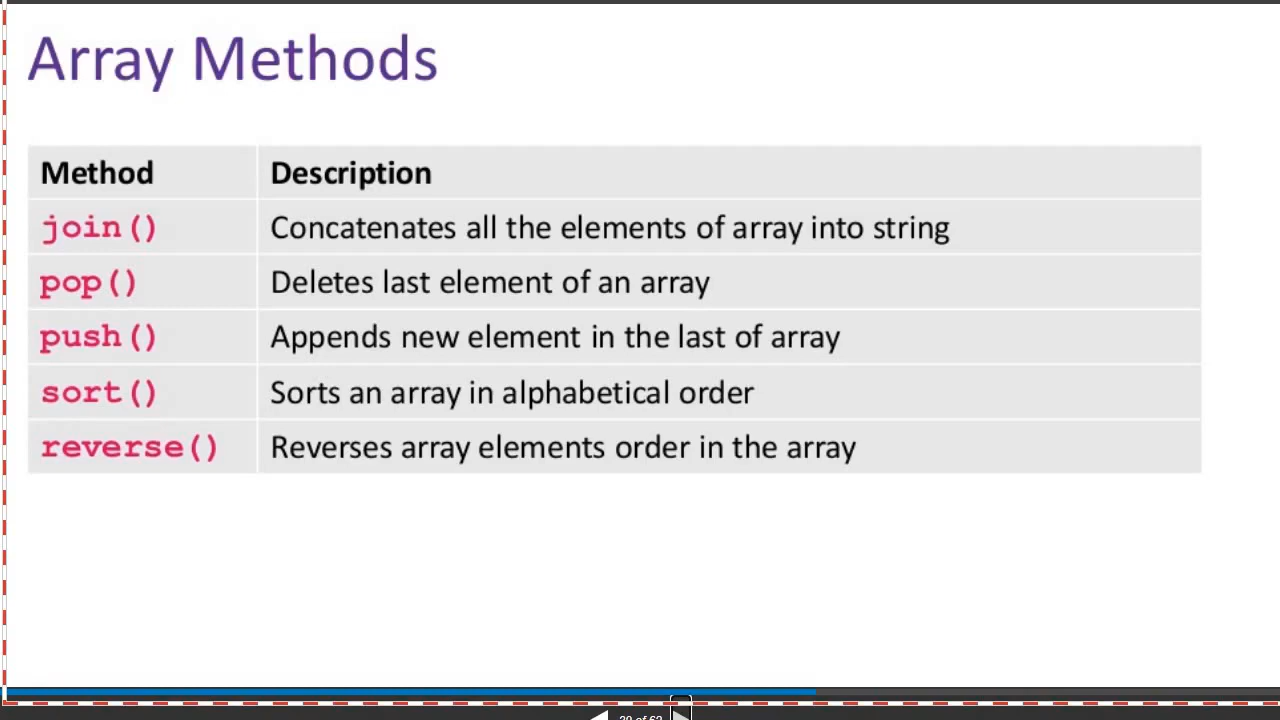 Array Methods
Method Description
join() Concatenates all the elements of array into string
pop() Deletes last element of an array
push() Appends new element in the last of array
sort() Sorts an array in alphabetical order
reverse() Reverses array elements order in the array